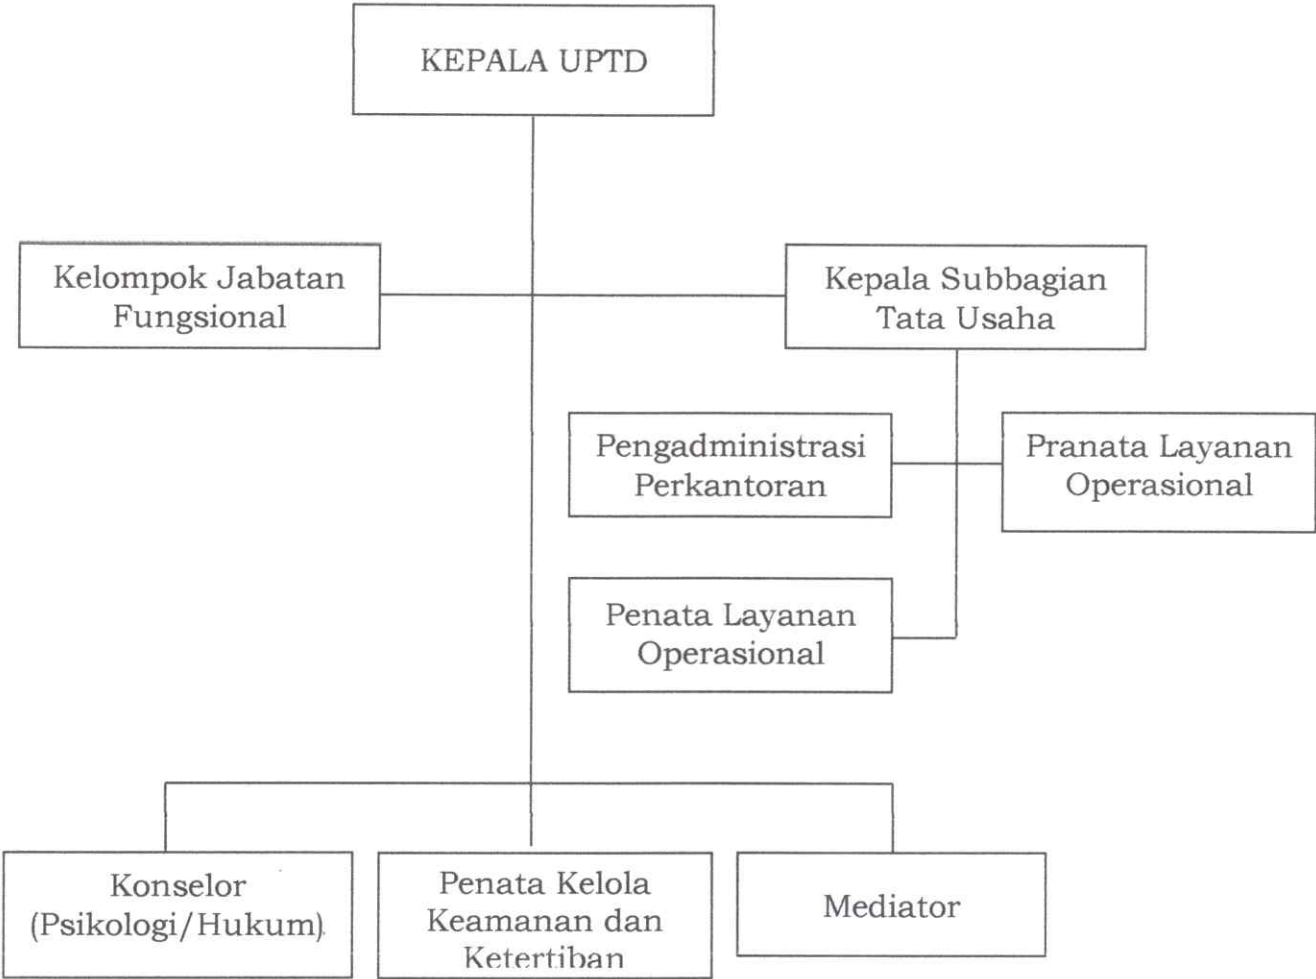 KEPALA UPTD
Kelompok Jabatan
Fungsional
Kepala Subbagian
Tata Usaha
Pengadministrasi
Perkantoran
Pranata Layanan
Operasional
Penata Layanan
Operasional
Konselor
(Psikologi/Hukum)
Penata Kelola
Keamanan dan
Ketertiban
Mediator